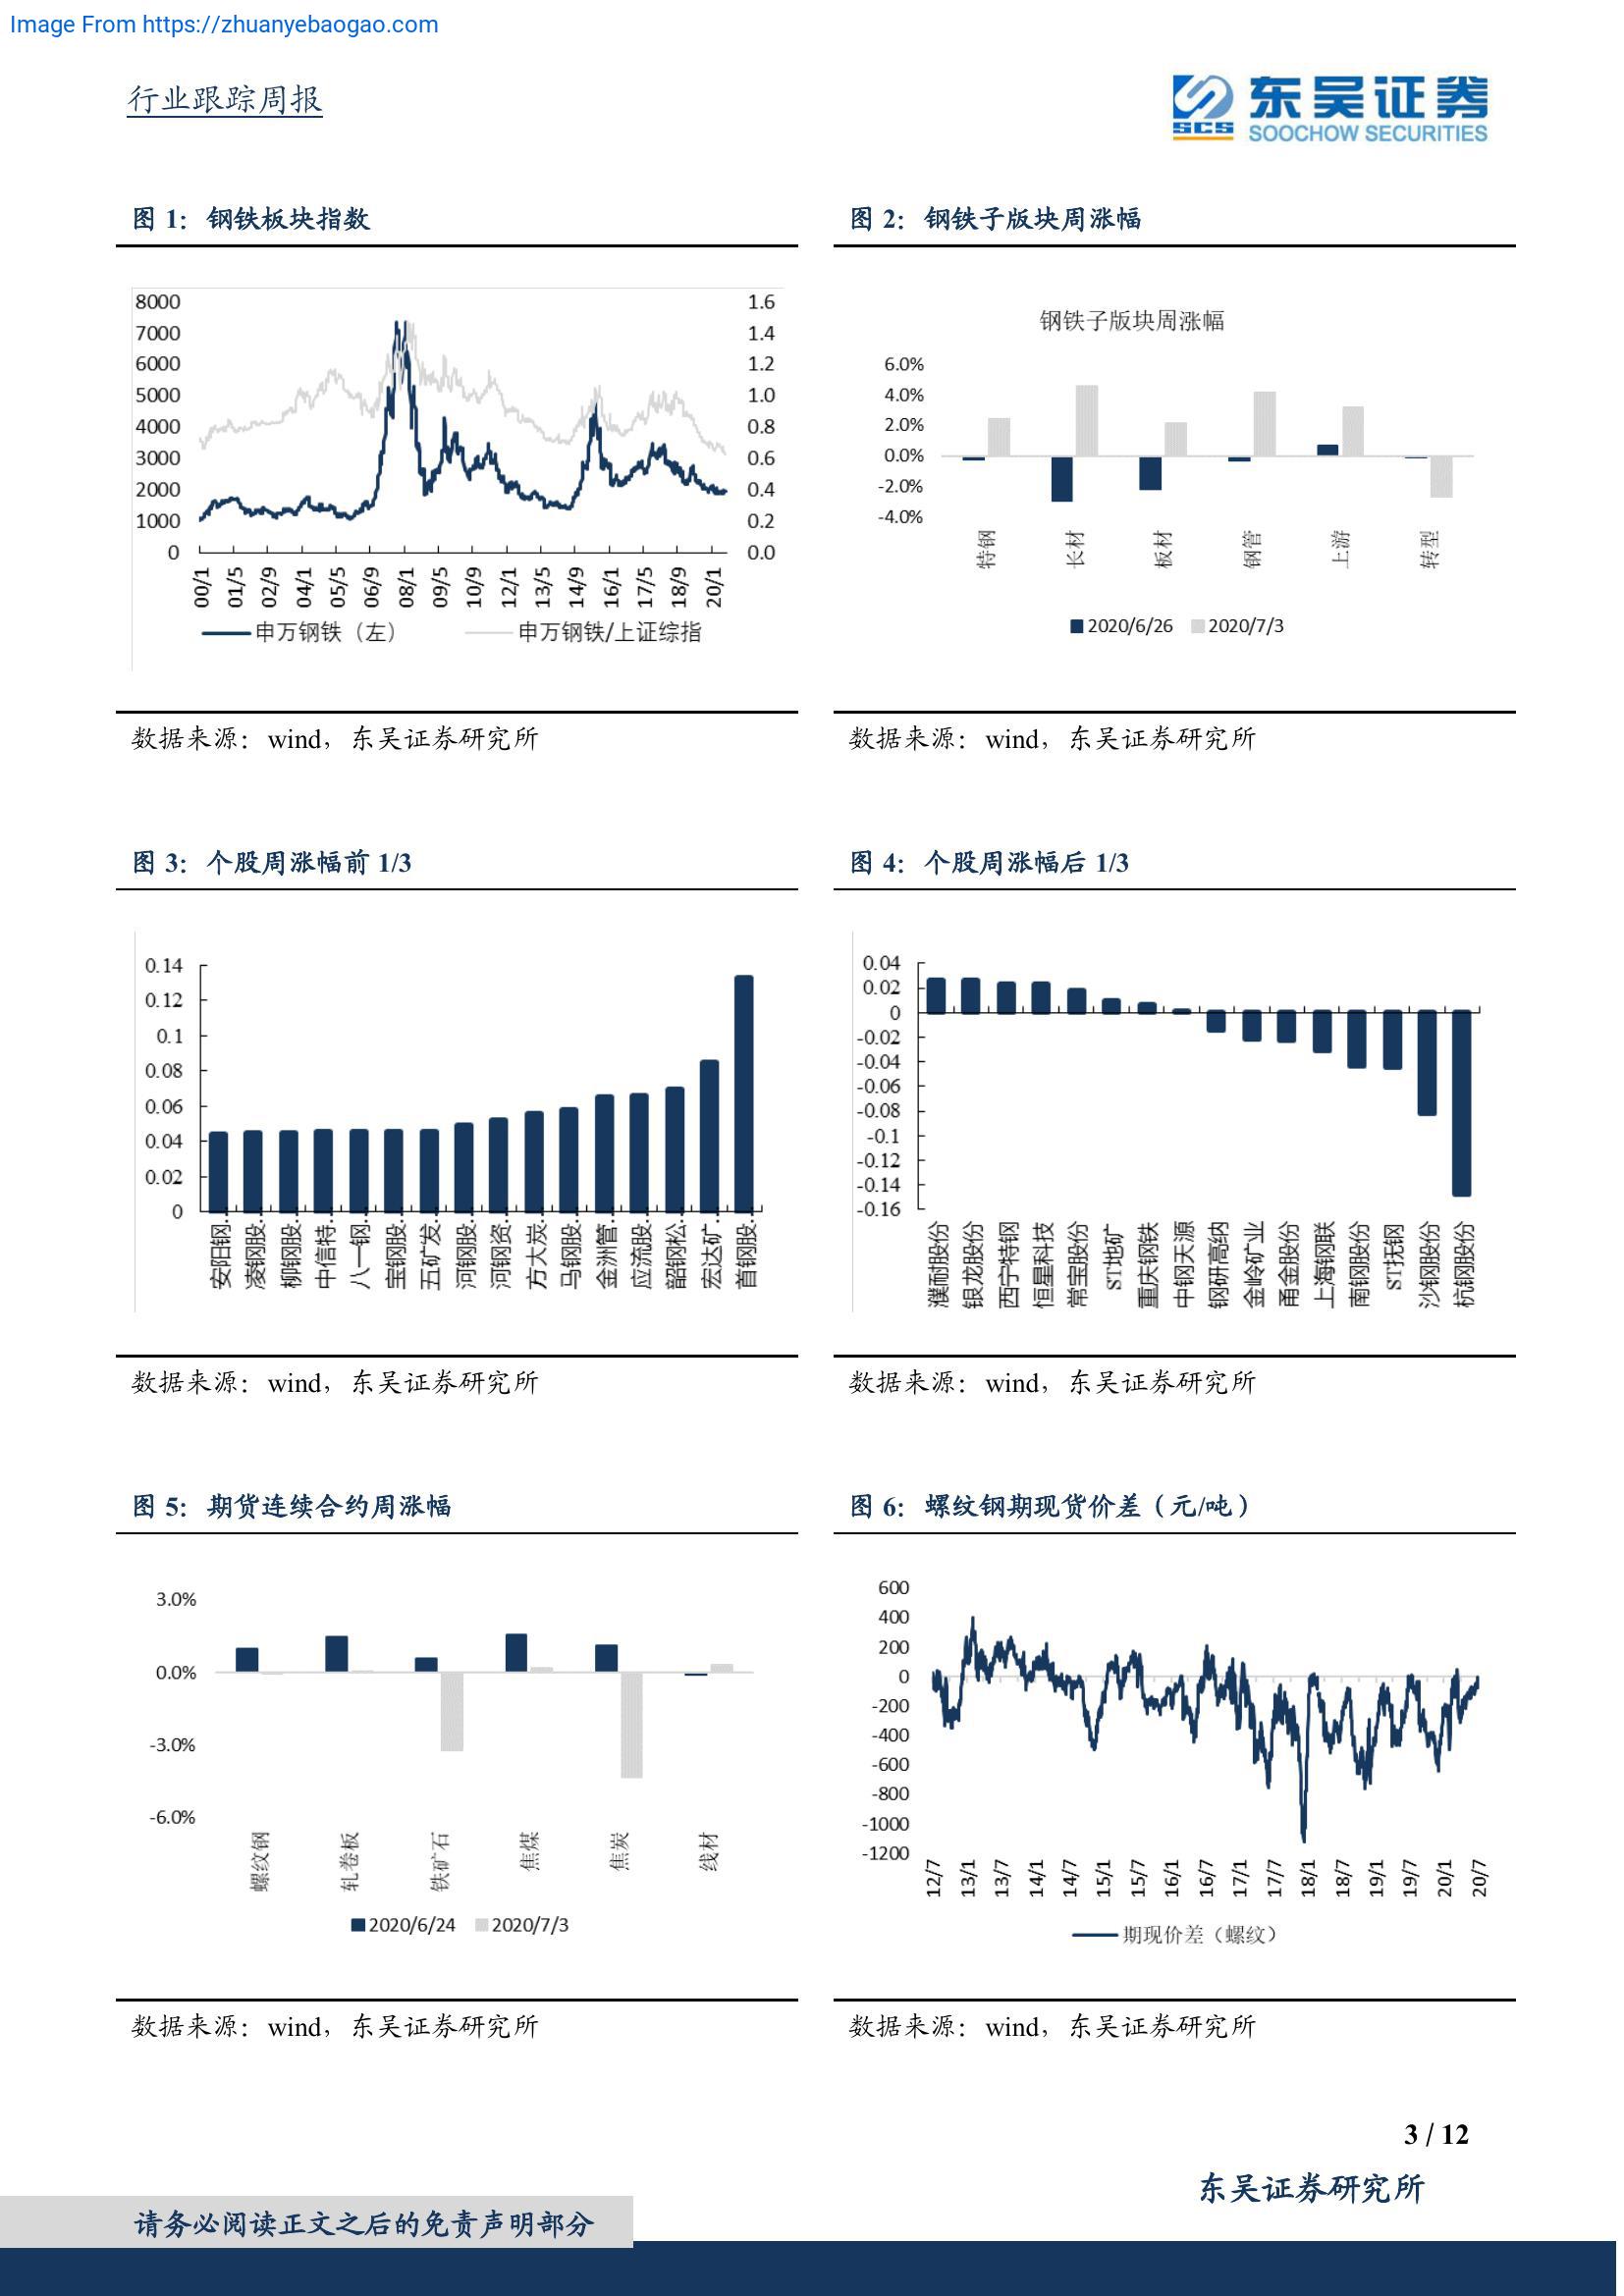 Image From https://zhuanyebaogao.com
行业跟踪周报
SCS 东吴证券
SOOCHOW SECURITIES
图 1：钢铁板块指数
8000
7000
6000
5000
4000
3000
2000
1000
0
1.6
1.4
1.2
1.0
0.8
0.6
0.4
0.2
0.0
00/1 01/5 02/9 04/1 05/5 06/9 08/1 09/5 10/9 12/1 13/5 14/9 16/1 17/5 18/9 20/1
申万钢铁（左） 申万钢铁/上证综指
数据来源：wind，东吴证券研究所
图 2：钢铁子版块周涨幅
钢铁子版块周涨幅
6.0%
4.0%
2.0%
0.0%
-2.0%
-4.0%
特钢 长材 板材 钢管 上游 转型
2020/6/26 2020/7/3
数据来源：wind，东吴证券研究所
图 3：个股周涨幅前 1/3
0.14
0.12
0.1
0.08
0.06
0.04
0.02
0
安阳钢… 凌钢股… 柳钢股… 中信特… 八一钢… 宝钢股… 五矿发… 河钢股… 河钢资… 方大炭… 马钢股… 金洲管… 应流股… 韶钢松… 宏达矿… 首钢股…
数据来源：wind，东吴证券研究所
图 4：个股周涨幅后 1/3
0.04
0.02
0
-0.02
-0.04
-0.06
-0.08
-0.1
-0.12
-0.14
-0.16
濮耐股份 银龙股份 西宁特钢 恒星科技 常宝股份 ST地矿 重庆钢铁 中钢天源 钢研高纳 金岭矿业 甬金股份 上海钢联 南钢股份 ST抚钢 沙钢股份 杭钢股份
数据来源：wind，东吴证券研究所
图 5：期货连续合约周涨幅
3.0%
0.0%
-3.0%
-6.0%
螺纹钢 轧卷板 铁矿石 焦煤 焦炭 线材
2020/6/24 2020/7/3
数据来源：wind，东吴证券研究所
图 6：螺纹钢期现货价差（元/吨）
600
400
200
0
-200
-400
-600
-800
-1000
-1200
12/7 13/1 13/7 14/1 14/7 15/1 15/7 16/1 16/7 17/1 17/7 18/1 18/7 19/1 19/7 20/1 20/7
期现价差（螺纹）
数据来源：wind，东吴证券研究所
3 / 12
东吴证券研究所
请务必阅读正文之后的免责声明部分